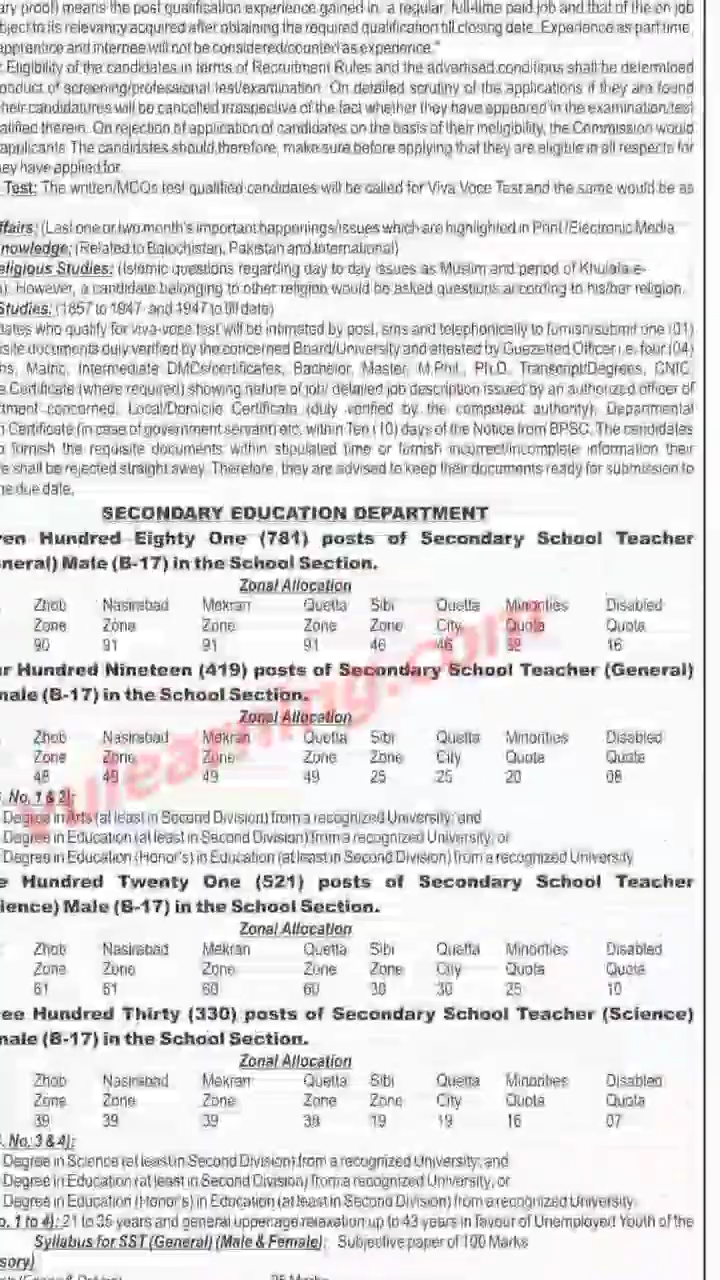 ary proof) means the post qualification experience gained in a regular, full-time paid job and that of the on job
bject to its relevancy acquired after obtaining the required qualification till closing date. Experience as part time,
apprentice and internee will not be considered/counted as experience."
: Eligibility of the candidates in terms of Recruitment Rules and the advertised conditions shall be determined
onduct of screening/professional test/examination. On detailed scrutiny of the applications if they are found
heir candidatures will be cancelled irrespective of the fact whether they have appeared in the examination/test
alified therein. On rejection of application of candidates on the basis of their ineligibility, the Commission would
applicants. The candidates should, therefore, make sure before applying that they are eligible in all respects for
ey have applied for.
Test: The written/MCQs test qualified candidates will be called for Viva Voce Test and the same would be as
ffairs: (Last one or two month's important happenings/issues which are highlighted in Print/Electronic Media
nowledge: (Related to Balochistan, Pakistan and International)
eligious Studies: (Islamic questions regarding day to day issues as Muslim and period of Khulafa-e-
). However, a candidate belonging to other religion would be asked questions according to his/her religion.
Studies: (1857 to 1947 and 1947 to till date)
dates who qualify for viva-voce test will be intimated by post, sms and telephonically to furnish/submit one (01)
site documents duly verified by the concerned Board/University and attested by Guezetted Officer i.e. four (04)
hs, Matric, Intermediate DMCs/certificates, Bachelor, Master, M.Phil., Ph.D. Transcript/Degrees, CNIC,
e Certificate (where required) showing nature of job/ detailed job description issued by an authorized officer of
tment concerned, Local/Domicile Certificate (duly verified by the competent authority), Departmental
n Certificate (in case of government servant) etc. within Ten (10) days of the Notice from BPSC. The candidates
o furnish the requisite documents within stipulated time or furnish incorrect/incomplete information their
e shall be rejected straight away. Therefore, they are advised to keep their documents ready for submission to
he due date.
SECONDARY EDUCATION DEPARTMENT
ven Hundred Eighty One (781) posts of Secondary School Teacher
neral) Male (B-17) in the School Section.
Zonal Allocation
Zhob Nasirabad Mekran Quetta Sibi Quetta Minorities Disabled
Zone Zone Zone Zone Zone City Quota Quota
90 91 91 91 46 46 16
ur Hundred Nineteen (419) posts of Secondary School Teacher (General)
male (B-17) in the School Section.
Zonal Allocation
Zhob Nasirabad Mekran Quetta Sibi Quetta Minorities Disabled
Zone Zone Zone Zone Zone City Quota Quota
48 49 49 49 25 25 20 08
. No. 1 & 2):
Degree in Arts (at least in Second Division) from a recognized University; and
Degree in Education (at least in Second Division) from a recognized University, or
Degree in Education (Honor's) in Education (at least in Second Division) from a recognized University
e Hundred Twenty One (521) posts of Secondary School Teacher
ience) Male (B-17) in the School Section.
Zonal Allocation
Zhob Nasirabad Mekran Quetta Sibi Quetta Minorities Disabled
Zone Zone Zone Zone Zone City Quota Quota
61 61 60 60 30 30 25 10
ree Hundred Thirty (330) posts of Secondary School Teacher (Science)
male (B-17) in the School Section.
Zonal Allocation
Zhob Nasirabad Mekran Quetta Sibi Quetta Minorities Disabled
Zone Zone Zone Zone Zone City Quota Quota
39 39 39 38 19 19 16 07
. No. 3 & 4):
Degree in Science (at least in Second Division) from a recognized University; and
Degree in Education (at least in Second Division) from a recognized University, or
Degree in Education (Honor's) in Education (at least in Second Division) from a recognized University
o. 1 to 4): 21 to 35 years and general upper age relaxation up to 43 years in favour of Unemployed Youth of the
Syllabus for SST (General) (Male & Female): Subjective paper of 100 Marks
sory)
25 Marks
vulearning.com